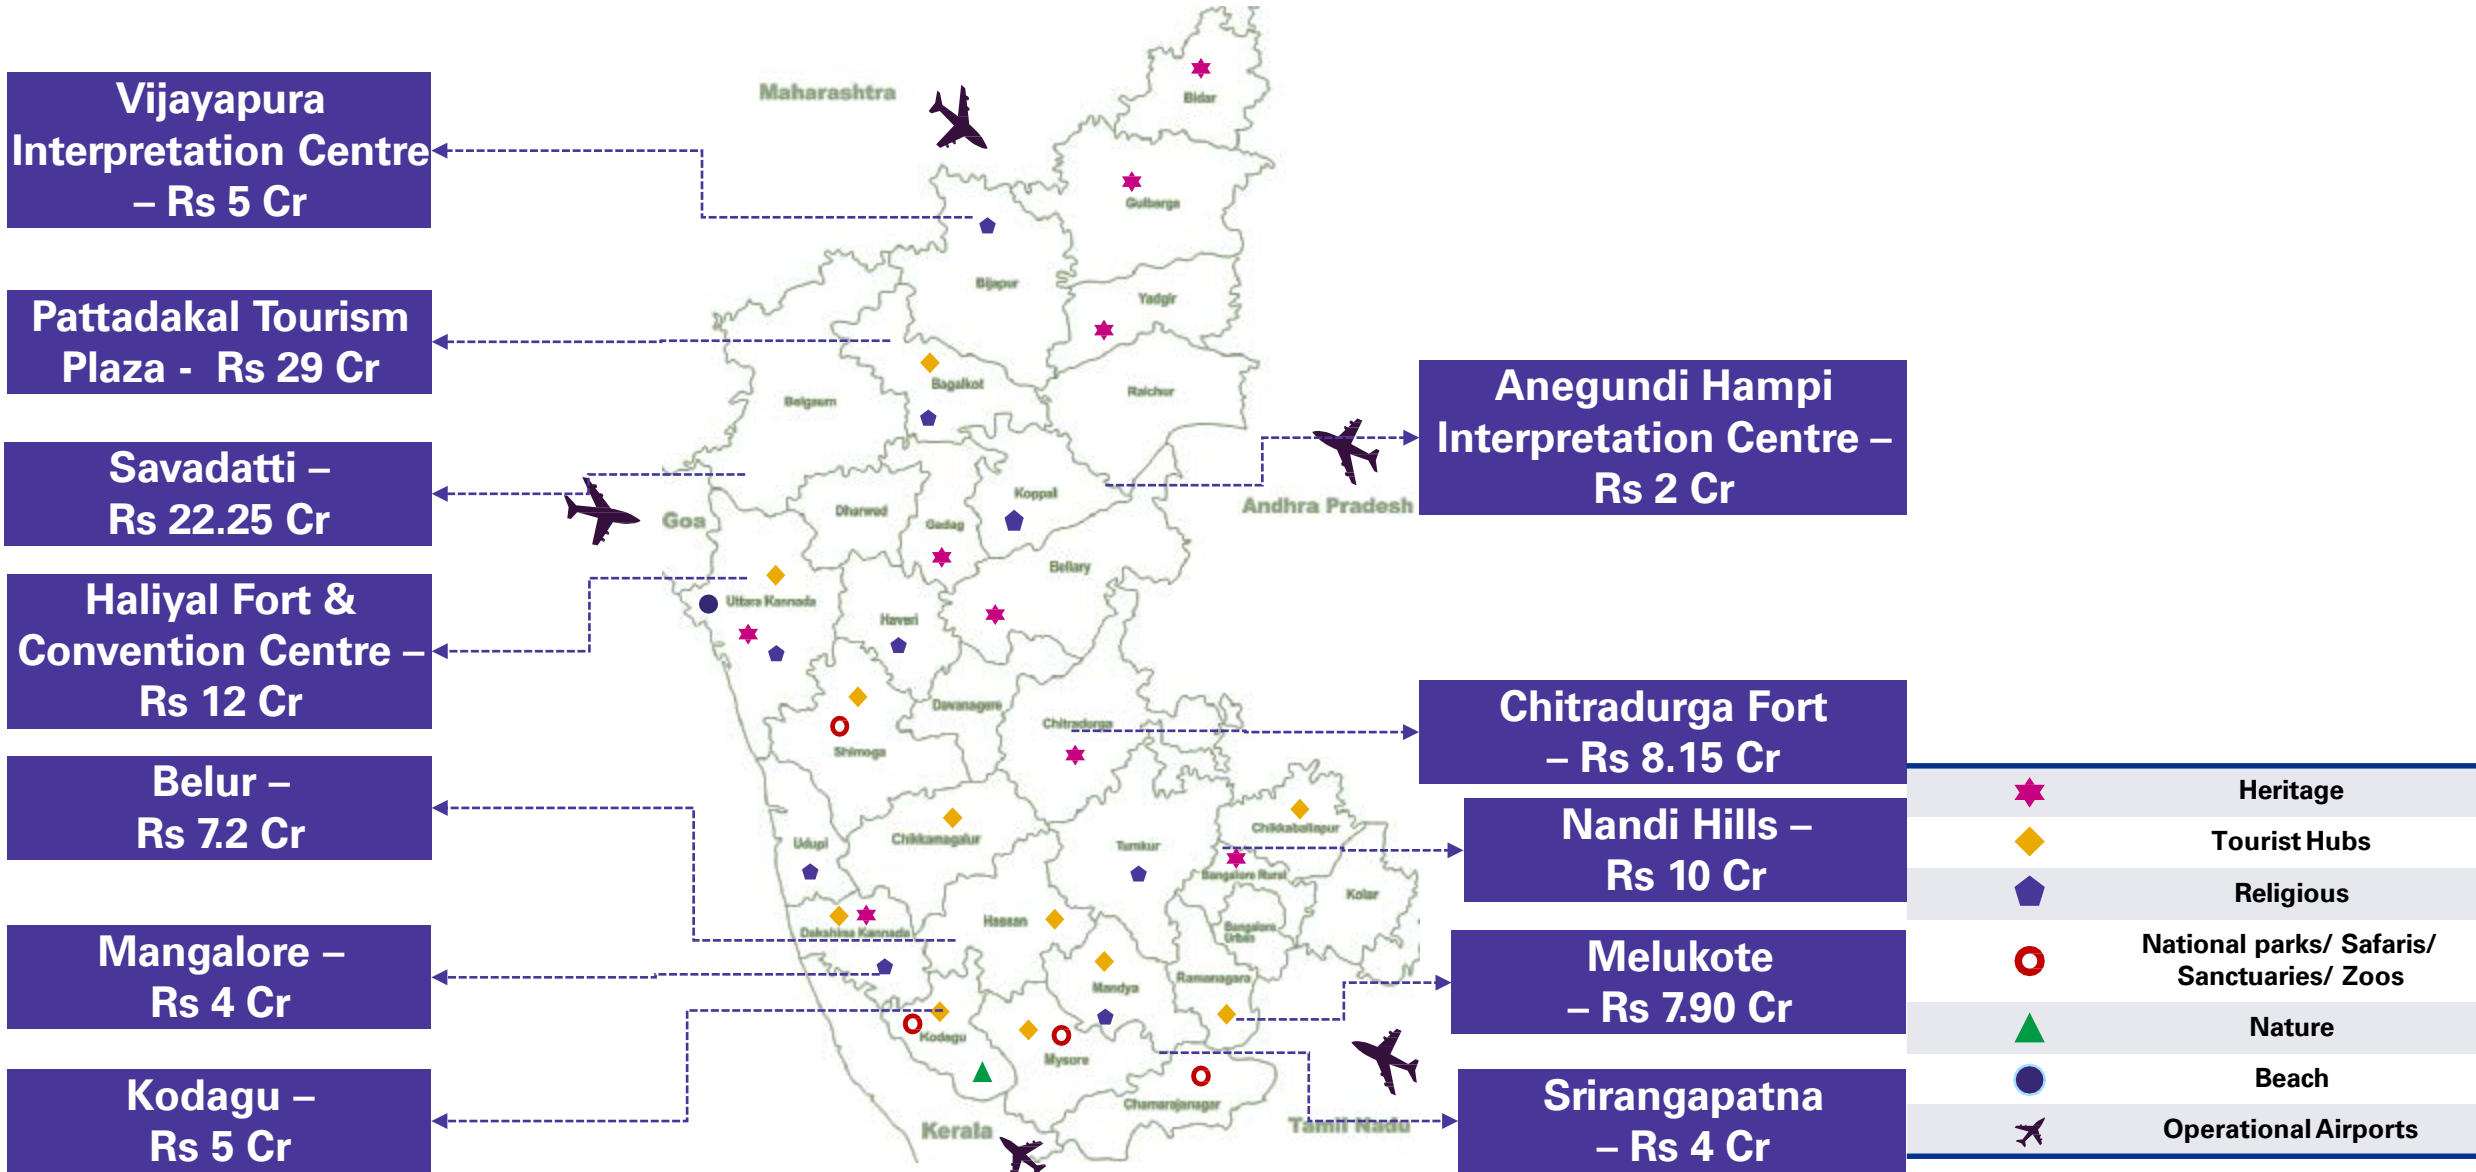 Vijayapura
Interpretation Centre
– Rs 5 Cr
Pattadakal Tourism
Plaza - Rs 29 Cr
Savadatti –
Rs 22.25 Cr
Haliyal Fort &
Convention Centre –
Rs 12 Cr
Belur –
Rs 7.2 Cr
Mangalore –
Rs 4 Cr
Kodagu –
Rs 5 Cr
Maharashtra
Bidar
Gulbarga
Bijapur
Yadgir
Bagalkot
Raichur
Belgaum
Koppal
Goa
Dharwad
Gadag
Andhra Pradesh
Bellary
Uttara Kannada
Haveri
Davanagere
Chitradurga
Shimoga
Udupi
Chikkamagalur
Tumkur
Chikkaballapur
Bangalore Rural
Kolar
Hassan
Bangalore
Urban
Dakshina Kannada
Ramanagara
Mandya
Kodagu
Mysore
Chamarajanagar
Kerala
Tamil Nadu
Anegundi Hampi
Interpretation Centre –
Rs 2 Cr
Chitradurga Fort
– Rs 8.15 Cr
Nandi Hills –
Rs 10 Cr
Melukote
– Rs 7.90 Cr
Srirangapatna
– Rs 4 Cr
Heritage
Tourist Hubs
Religious
National parks/ Safaris/
Sanctuaries/ Zoos
Nature
Beach
Operational Airports